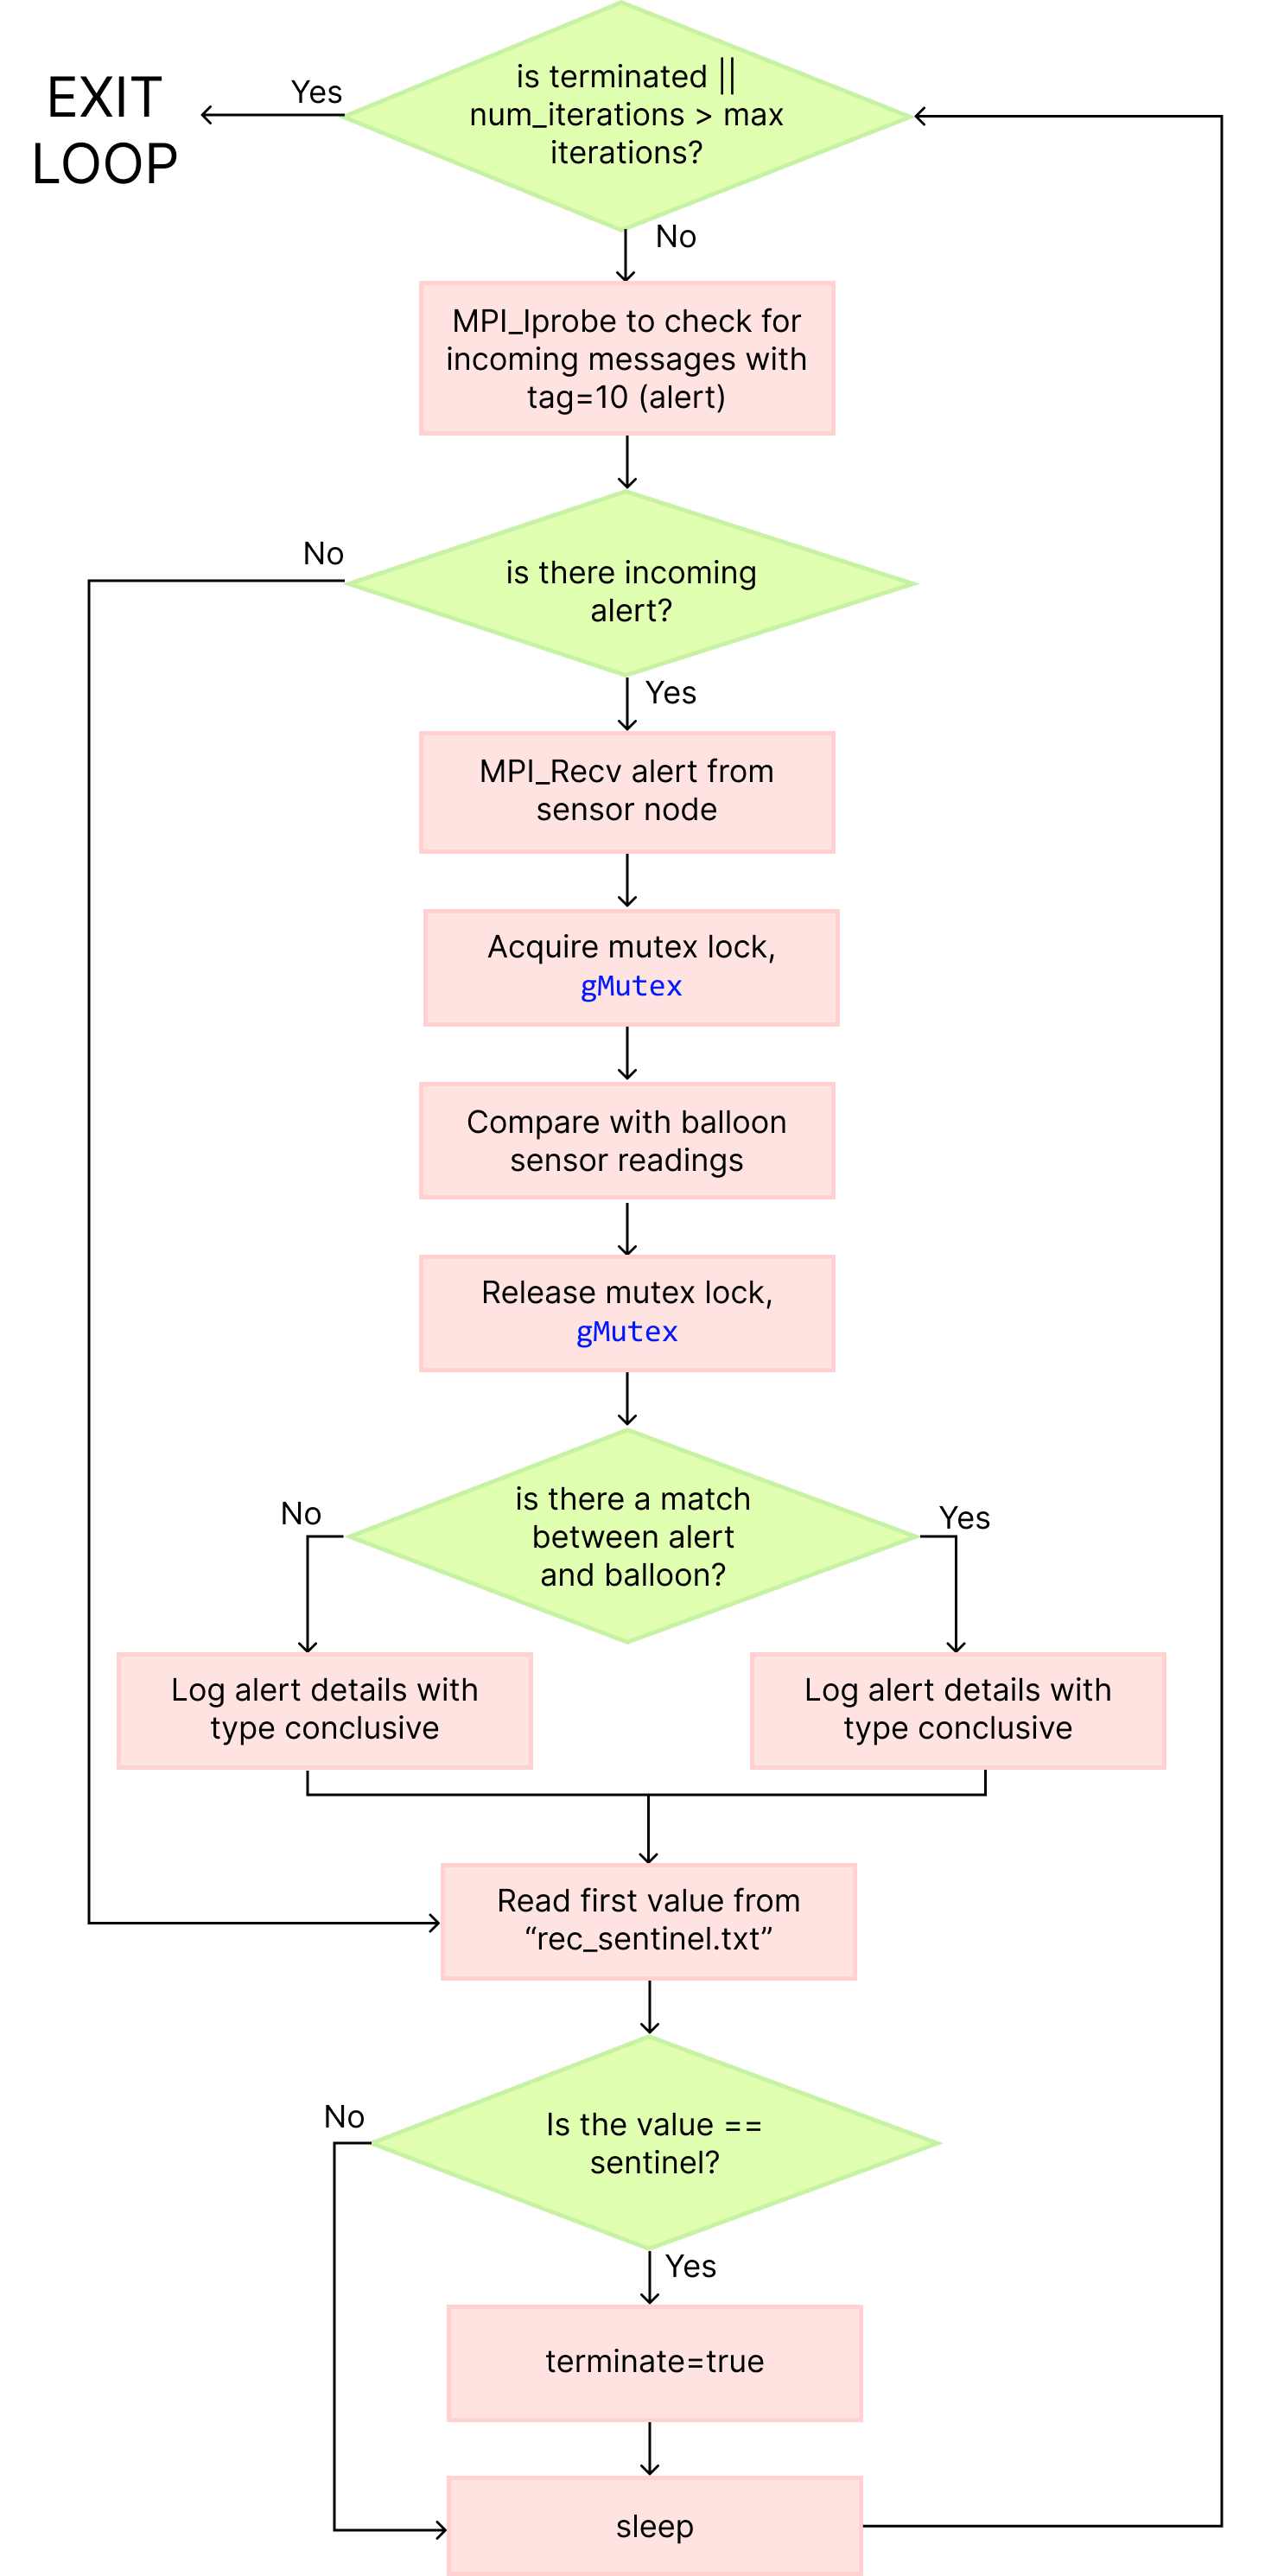 is terminated ||
num_iterations > max
iterations?
Yes
EXIT
LOOP
No
MPI_Iprobe to check for
incoming messages with
tag=10 (alert)
No
is there incoming
alert?
Yes
MPI_Recv alert from
sensor node
Acquire mutex lock,
gMutex
Compare with balloon
sensor readings
Release mutex lock,
gMutex
is there a match
between alert
and balloon?
No
Yes
Log alert details with
type conclusive
Log alert details with
type conclusive
Read first value from
“rec_sentinel.txt”
No
Is the value ==
sentinel?
Yes
terminate=true
sleep